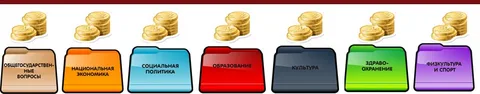 ОБЩЕГОСУДАРСТВЕН-
НЫЕ
ВОПРОСЫ
НАЦИОНАЛЬНАЯ
ЭКОНОМИКА
СОЦИАЛЬНАЯ
ПОЛИТИКА
ОБРАЗОВАНИЕ
КУЛЬТУРА
ЗДРАВО-
ОХРАНЕНИЕ
ФИЗКУЛЬТУРА
И СПОРТ